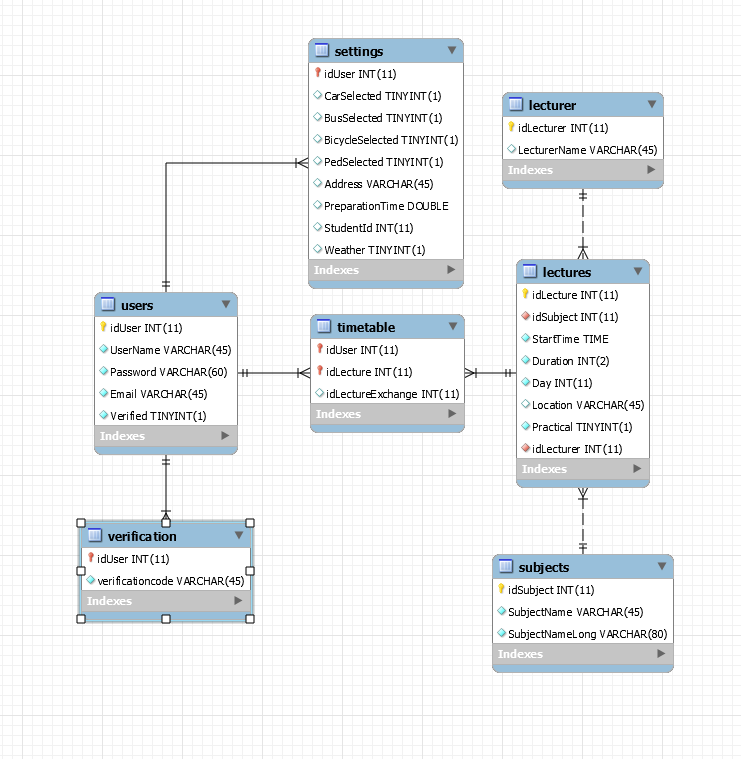 settings
idUser INT(11)
CarSelected TINYINT(1)
BusSelected TINYINT(1)
BicycleSelected TINYINT(1)
PedSelected TINYINT(1)
Address VARCHAR(45)
PreparationTime DOUBLE
StudentId INT(11)
Weather TINYINT(1)
Indexes
lecturer
idLecturer INT(11)
LecturerName VARCHAR(45)
Indexes
users
idUser INT(11)
UserName VARCHAR(45)
Password VARCHAR(60)
Email VARCHAR(45)
Verified TINYINT(1)
Indexes
timetable
idUser INT(11)
idLecture INT(11)
idLectureExchange INT(11)
Indexes
lectures
idLecture INT(11)
idSubject INT(11)
StartTime TIME
Duration INT(2)
Day INT(11)
Location VARCHAR(45)
Practical TINYINT(1)
idLecturer INT(11)
Indexes
verification
idUser INT(11)
verificationcode VARCHAR(45)
Indexes
subjects
idSubject INT(11)
SubjectName VARCHAR(45)
SubjectNameLong VARCHAR(80)
Indexes